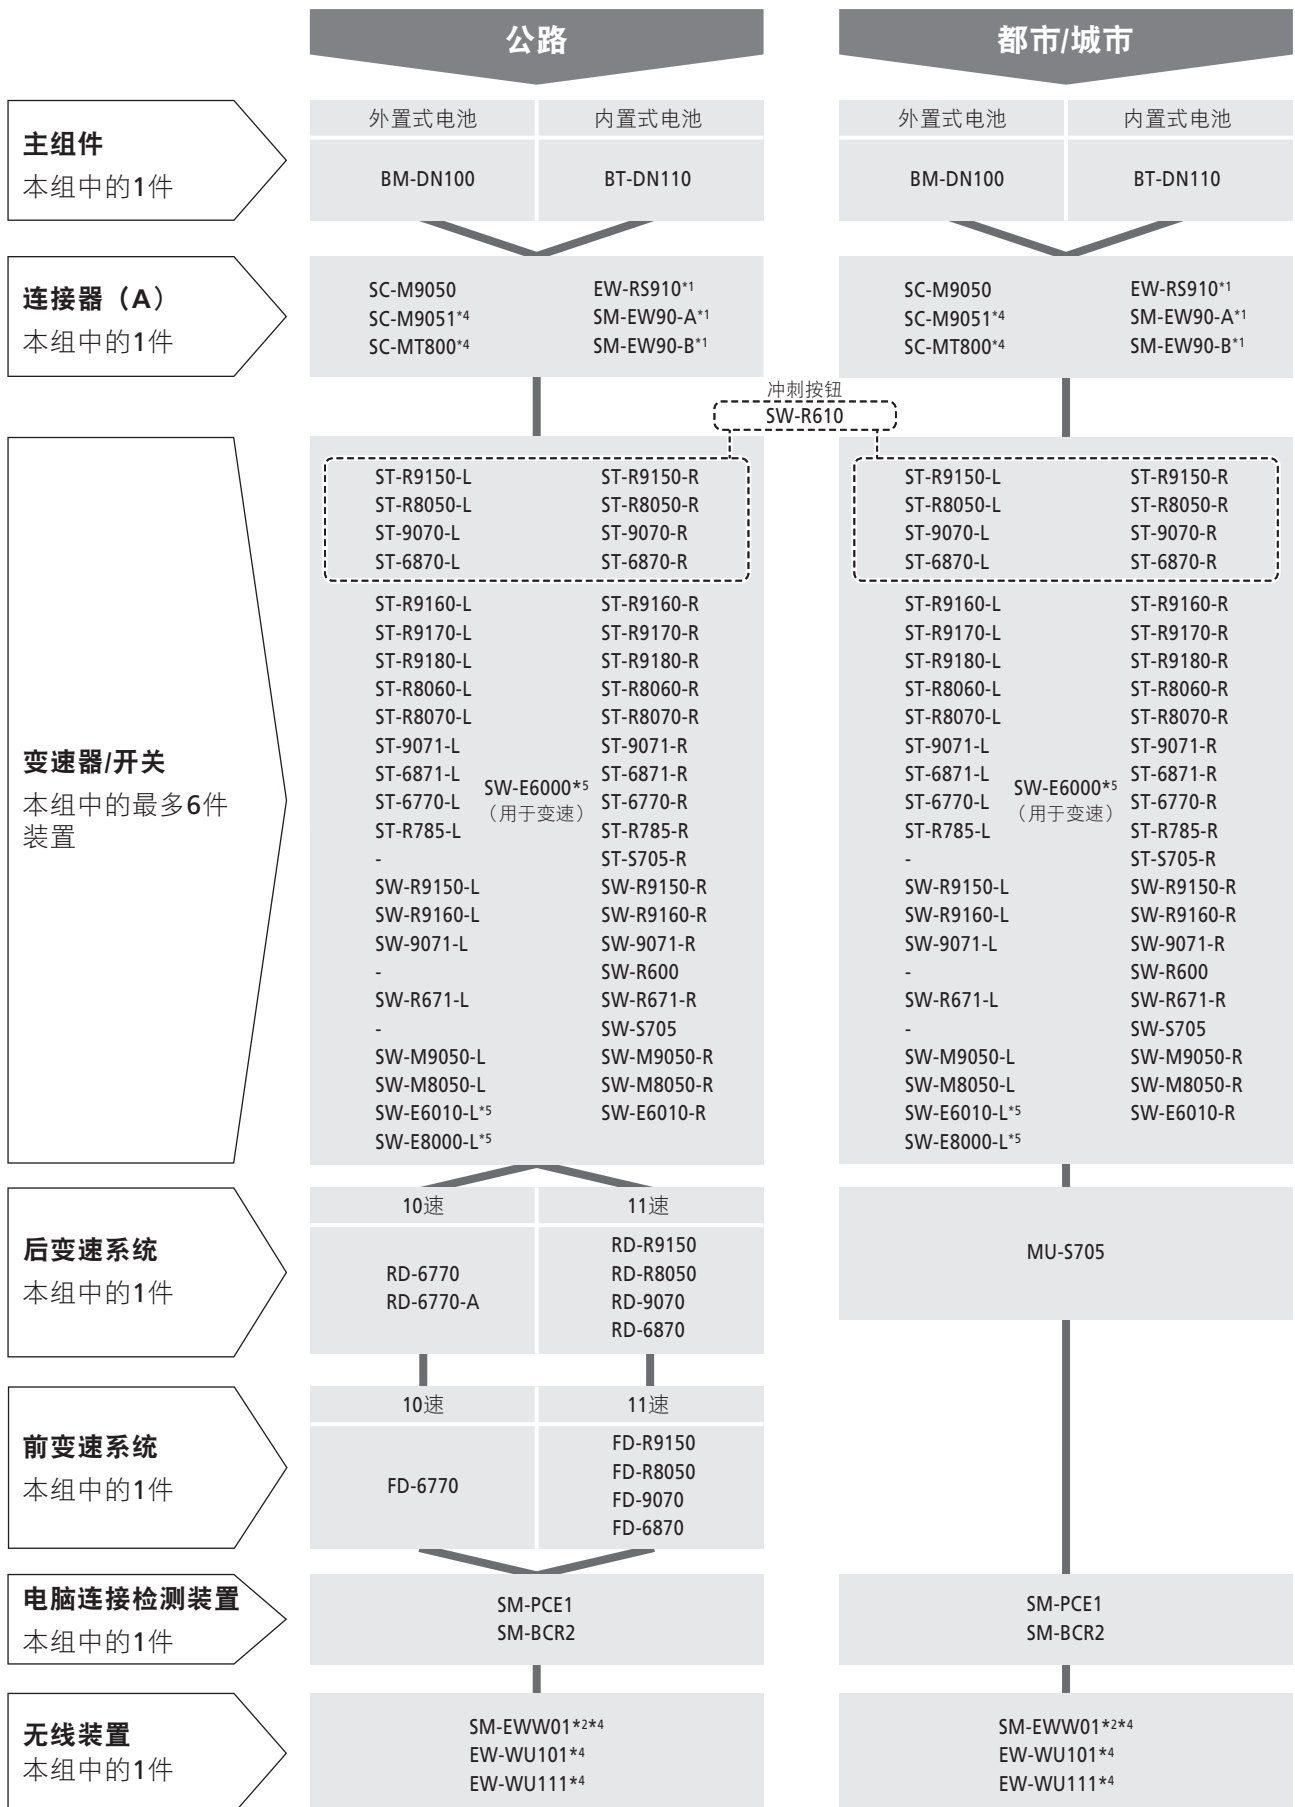 公路
都市/城市
主组件
本组中的1件
外置式电池
内置式电池
BM-DN100
BT-DN110
外置式电池
内置式电池
BM-DN100
BT-DN110
连接器（A）
本组中的1件
SC-M9050
SC-M9051*4
SC-MT800*4
EW-RS910*1
SM-EW90-A*1
SM-EW90-B*1
SC-M9050
SC-M9051*4
SC-MT800*4
EW-RS910*1
SM-EW90-A*1
SM-EW90-B*1
冲刺按钮
SW-R610
变速器/开关
本组中的最多6件
装置
ST-R9150-L
ST-R8050-L
ST-9070-L
ST-6870-L
ST-R9160-L
ST-R9170-L
ST-R9180-L
ST-R8060-L
ST-R8070-L
ST-9071-L
ST-6871-L
ST-6770-L
ST-R785-L
-
SW-R9150-L
SW-R9160-L
SW-9071-L
-
SW-R671-L
-
SW-M9050-L
SW-M8050-L
SW-E6010-L*5
SW-E8000-L*5
SW-E6000*5
（用于变速）
ST-R9150-R
ST-R8050-R
ST-9070-R
ST-6870-R
ST-R9160-R
ST-R9170-R
ST-R9180-R
ST-R8060-R
ST-R8070-R
ST-9071-R
ST-6871-R
ST-6770-R
ST-R785-R
ST-S705-R
SW-R9150-R
SW-R9160-R
SW-9071-R
SW-R600
SW-R671-R
SW-S705
SW-M9050-R
SW-M8050-R
SW-E6010-R
ST-R9150-L
ST-R8050-L
ST-9070-L
ST-6870-L
ST-R9160-L
ST-R9170-L
ST-R9180-L
ST-R8060-L
ST-R8070-L
ST-9071-L
ST-6871-L
ST-6770-L
ST-R785-L
-
SW-R9150-L
SW-R9160-L
SW-9071-L
-
SW-R671-L
-
SW-M9050-L
SW-M8050-L
SW-E6010-L*5
SW-E8000-L*5
SW-E6000*5
（用于变速）
ST-R9150-R
ST-R8050-R
ST-9070-R
ST-6870-R
ST-R9160-R
ST-R9170-R
ST-R9180-R
ST-R8060-R
ST-R8070-R
ST-9071-R
ST-6871-R
ST-6770-R
ST-R785-R
ST-S705-R
SW-R9150-R
SW-R9160-R
SW-9071-R
SW-R600
SW-R671-R
SW-S705
SW-M9050-R
SW-M8050-R
SW-E6010-R
后变速系统
本组中的1件
10速
11速
RD-6770
RD-6770-A
RD-R9150
RD-R8050
RD-9070
RD-6870
MU-S705
前变速系统
本组中的1件
10速
11速
FD-6770
FD-R9150
FD-R8050
FD-9070
FD-6870
电脑连接检测装置
本组中的1件
SM-PCE1
SM-BCR2
SM-PCE1
SM-BCR2
无线装置
本组中的1件
SM-EWW01*2*4
EW-WU101*4
EW-WU111*4
SM-EWW01*2*4
EW-WU101*4
EW-WU111*4